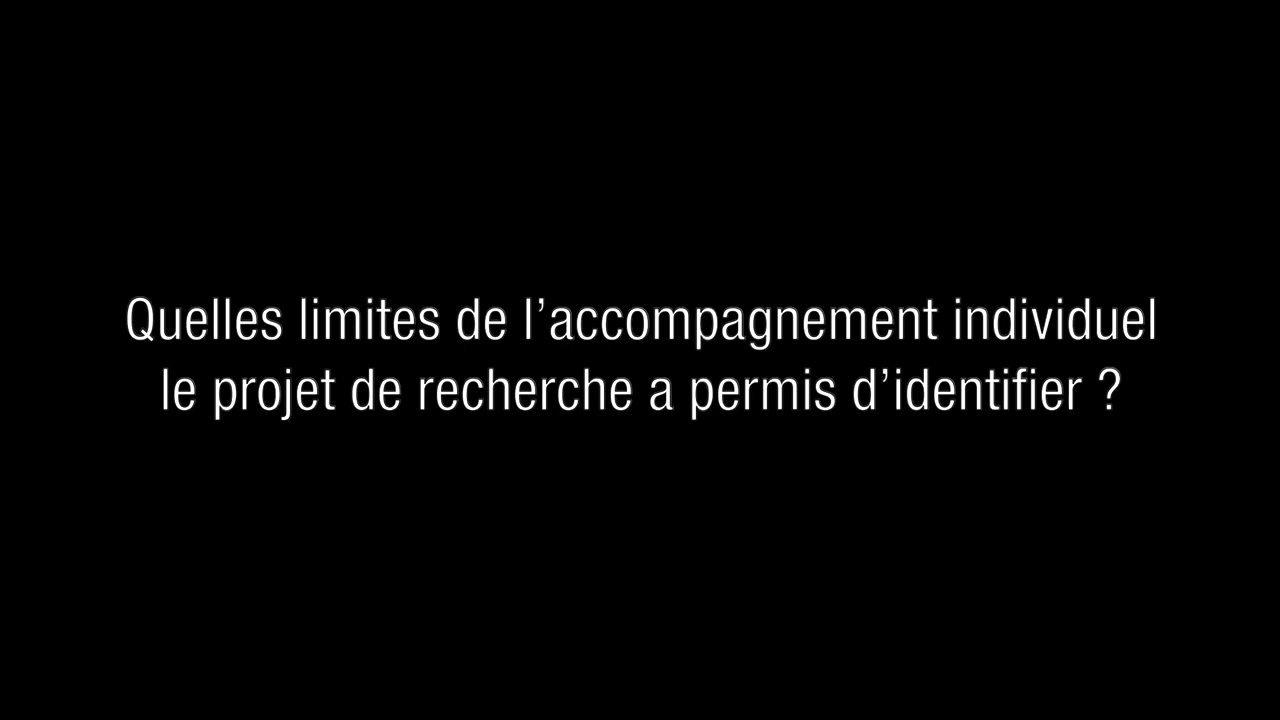 Quelles limites de l’accompagnement individuel
le projet de recherche a permis d’identifier ?